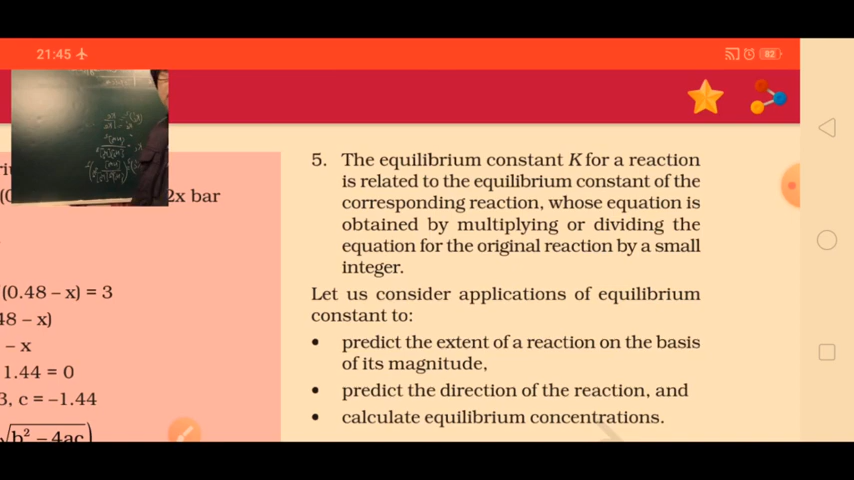 21:45
82
2x bar
(0.48 – x) = 3
48 – x)
– x
1.44 = 0
3, c = –1.44
b² – 4ac)
5. The equilibrium constant K for a reaction
is related to the equilibrium constant of the
corresponding reaction, whose equation is
obtained by multiplying or dividing the
equation for the original reaction by a small
integer.
Let us consider applications of equilibrium
constant to:
• predict the extent of a reaction on the basis
of its magnitude,
• predict the direction of the reaction, and
• calculate equilibrium concentrations.